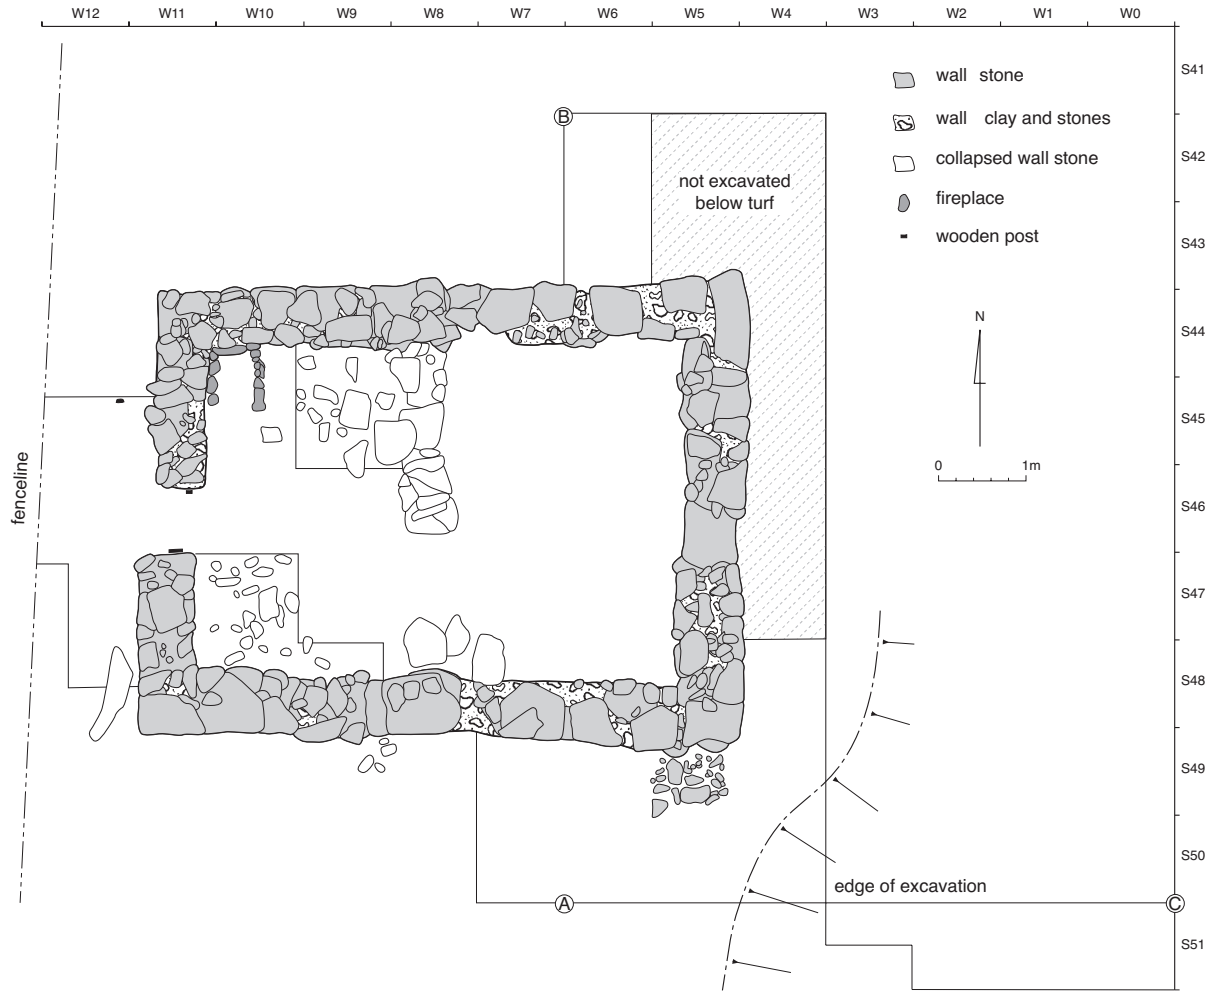 W12 W11 W10 W9 W8 W7 W6 W5 W4 W3 W2 W1 W0
S41
wall stone
B
wall clay and stones
S42
collapsed wall stone
not excavated
below turf
fireplace
wooden post
S43
N
S44
S45
0 1m
fenceline
S46
S47
S48
S49
S50
edge of excavation
A
C
S51